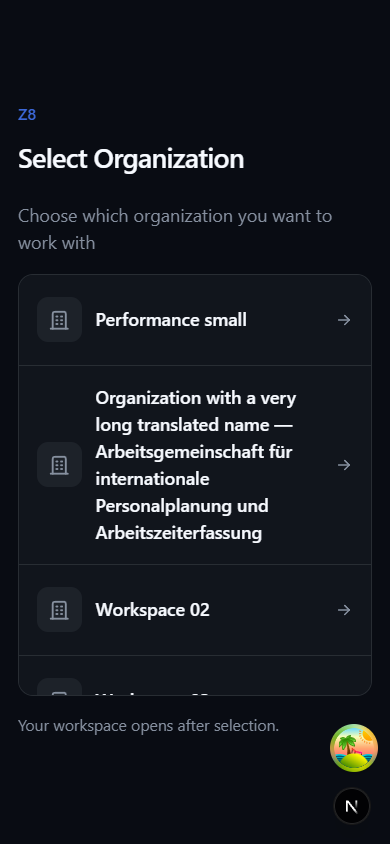 Z8
Select Organization
Choose which organization you want to
work with
Performance small
Organization with a very
long translated name —
Arbeitsgemeinschaft für
internationale
Personalplanung und
Arbeitszeiterfassung
Workspace 02
Your workspace opens after selection.
N